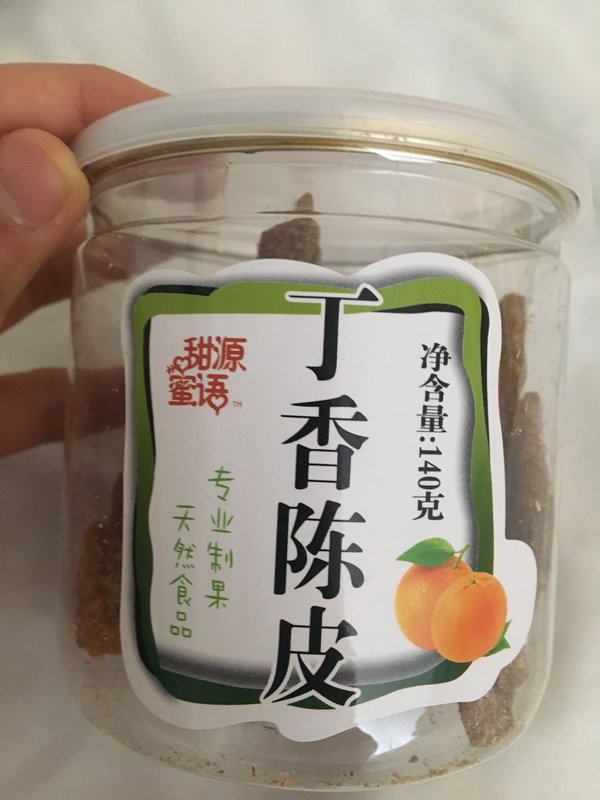 丁香陈皮
净含量:140克
甜源
蜜语
TM
专业制果
天然食品